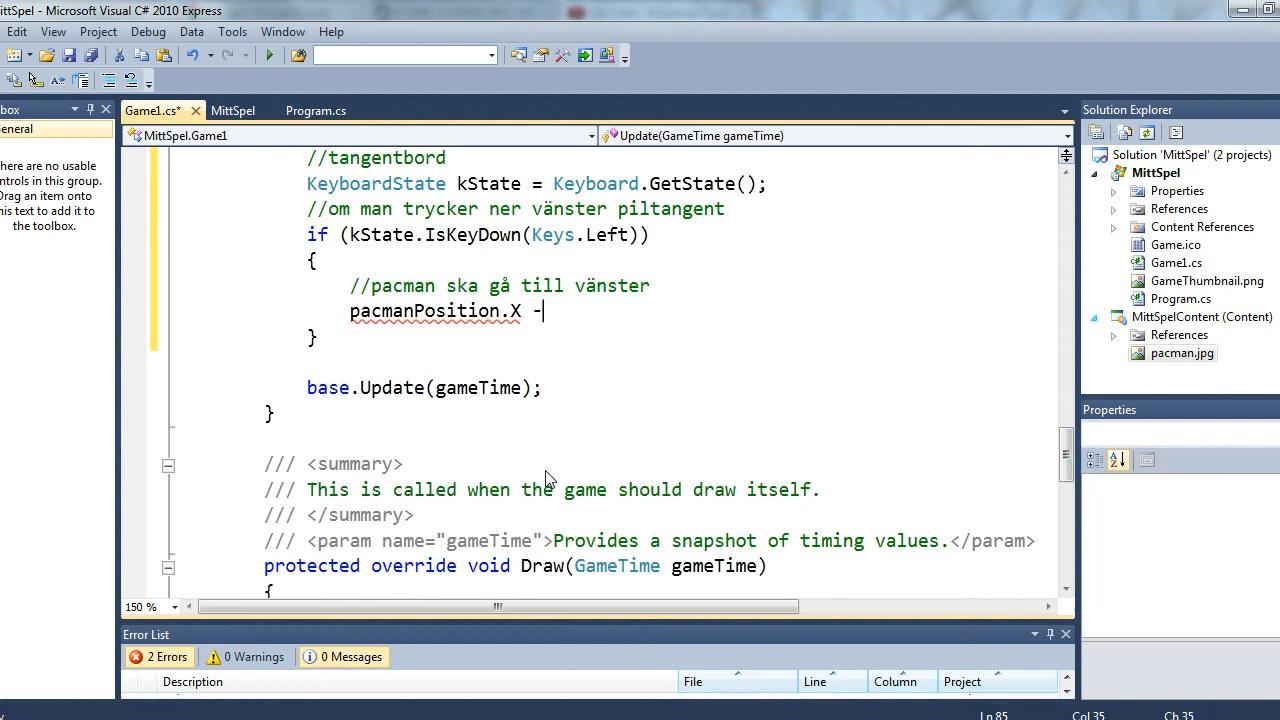 MittSpel - Microsoft Visual C# 2010 Express
Edit View Project Debug Data Tools Window Help
box
Game1.cs* MittSpel Program.cs
Solution Explorer
eneral
MittSpel.Game1
Update(GameTime gameTime)
here are no usable
ontrols in this group.
Drag an item onto
his text to add it to
the toolbox.
//tangentbord
KeyboardState kState = Keyboard.GetState();
//om man trycker ner vänster piltangent
if (kState.IsKeyDown(Keys.Left))
{
//pacman ska gå till vänster
pacmanPosition.X -
}
base.Update(gameTime);
}
/// <summary>
/// This is called when the game should draw itself.
/// </summary>
/// <param name="gameTime">Provides a snapshot of timing values.</param>
protected override void Draw(GameTime gameTime)
{
150 %
Solution 'MittSpel' (2 projects)
MittSpel
Properties
References
Content References
Game.ico
Game1.cs
GameThumbnail.png
Program.cs
MittSpelContent (Content)
References
pacman.jpg
Properties
Error List
2 Errors 0 Warnings 0 Messages
Description File Line Column Project
Ln 85 Col 35 Ch 35